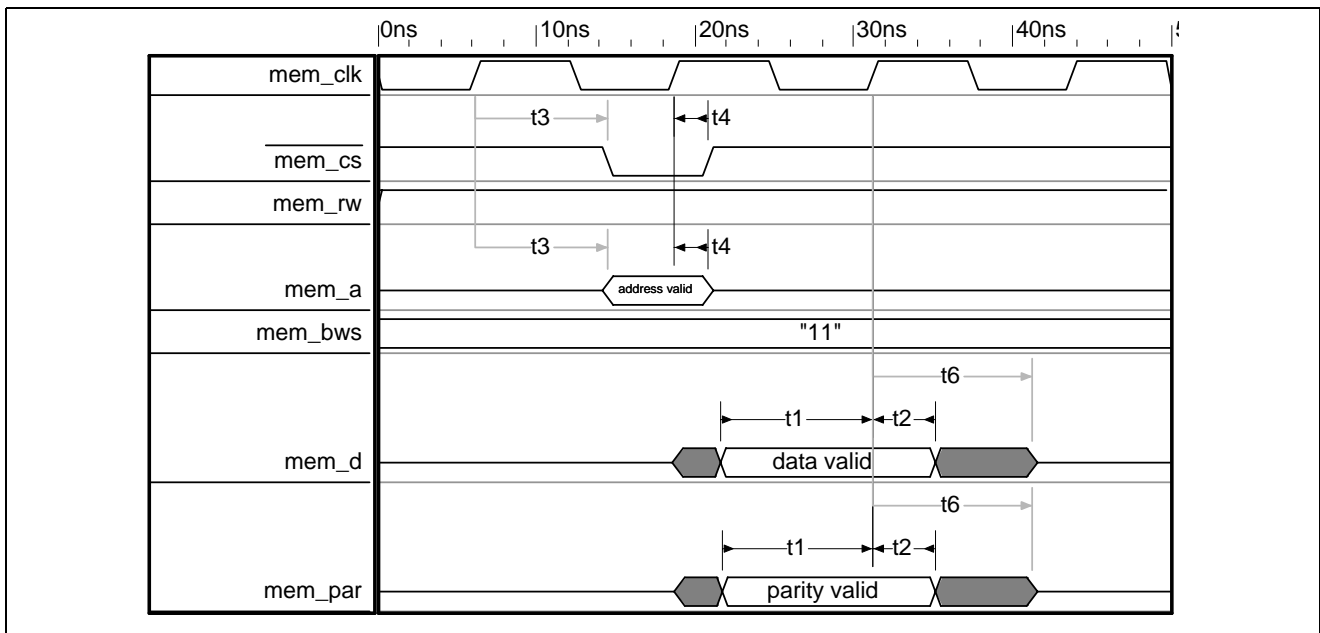 0ns 10ns 20ns 30ns 40ns
mem_clk
t3 t4
mem_cs
mem_rw
t3 t4
mem_a address valid
mem_bws "11"
t6
t1 t2
mem_d data valid
t6
t1 t2
mem_par parity valid